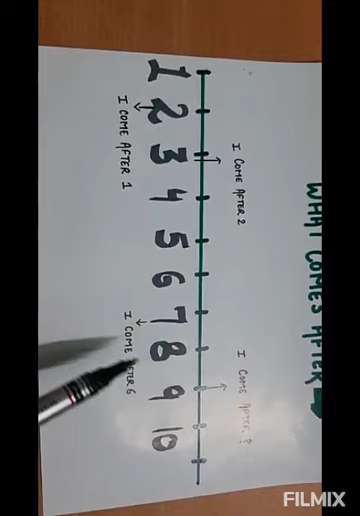 WHAT COMES AFTER
I COME AFTER 2
I COME AFTER ?
1 2 3 4 5 6 7 8 9 10
I COME AFTER 1
I COME AFTER 6
FILMIX